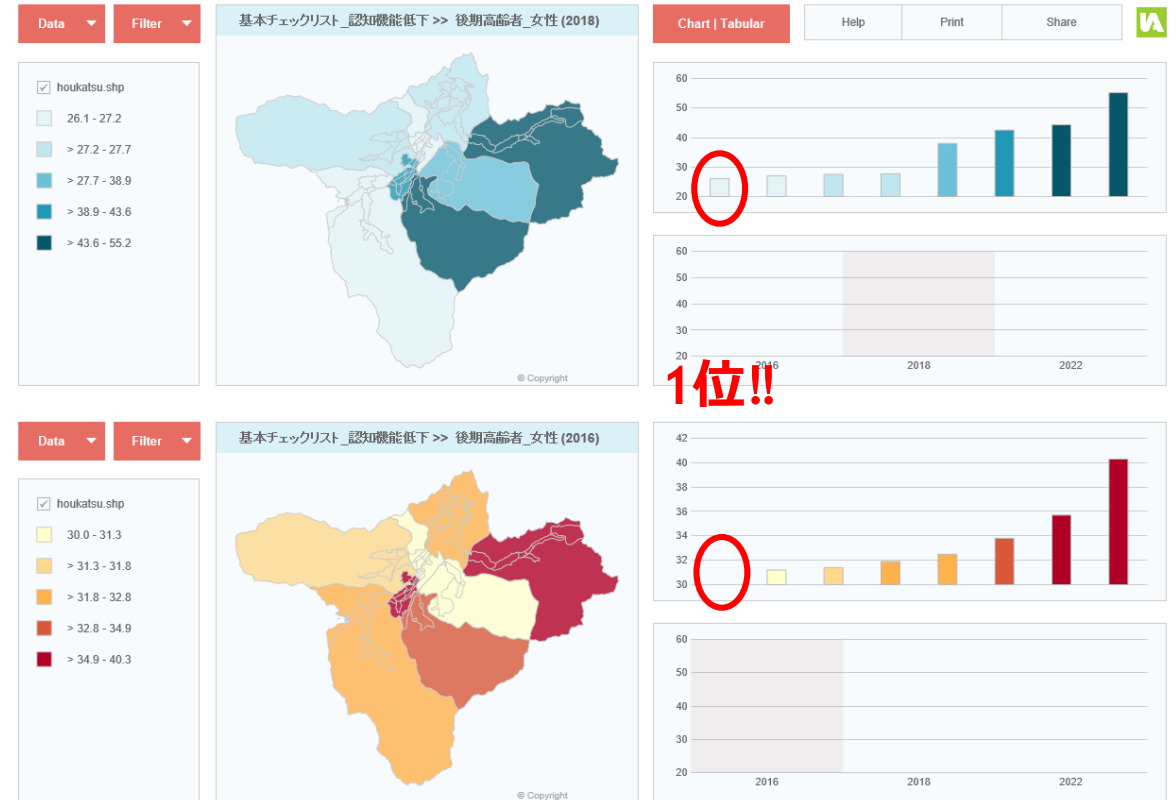 Data
Filter
基本チェックリスト_認知機能低下 >> 後期高齢者_女性 (2018)
Chart | Tabular
Help
Print
Share
houkatsu.shp
26.1 - 27.2
> 27.2 - 27.7
> 27.7 - 38.9
> 38.9 - 43.6
> 43.6 - 55.2
© Copyright
60
50
40
30
20
60
50
40
30
20
2016
2018
2022
1位!!
Data
Filter
基本チェックリスト_認知機能低下 >> 後期高齢者_女性 (2016)
houkatsu.shp
30.0 - 31.3
> 31.3 - 31.8
> 31.8 - 32.8
> 32.8 - 34.9
> 34.9 - 40.3
© Copyright
42
40
38
36
34
32
30
60
50
40
30
20
2016
2018
2022